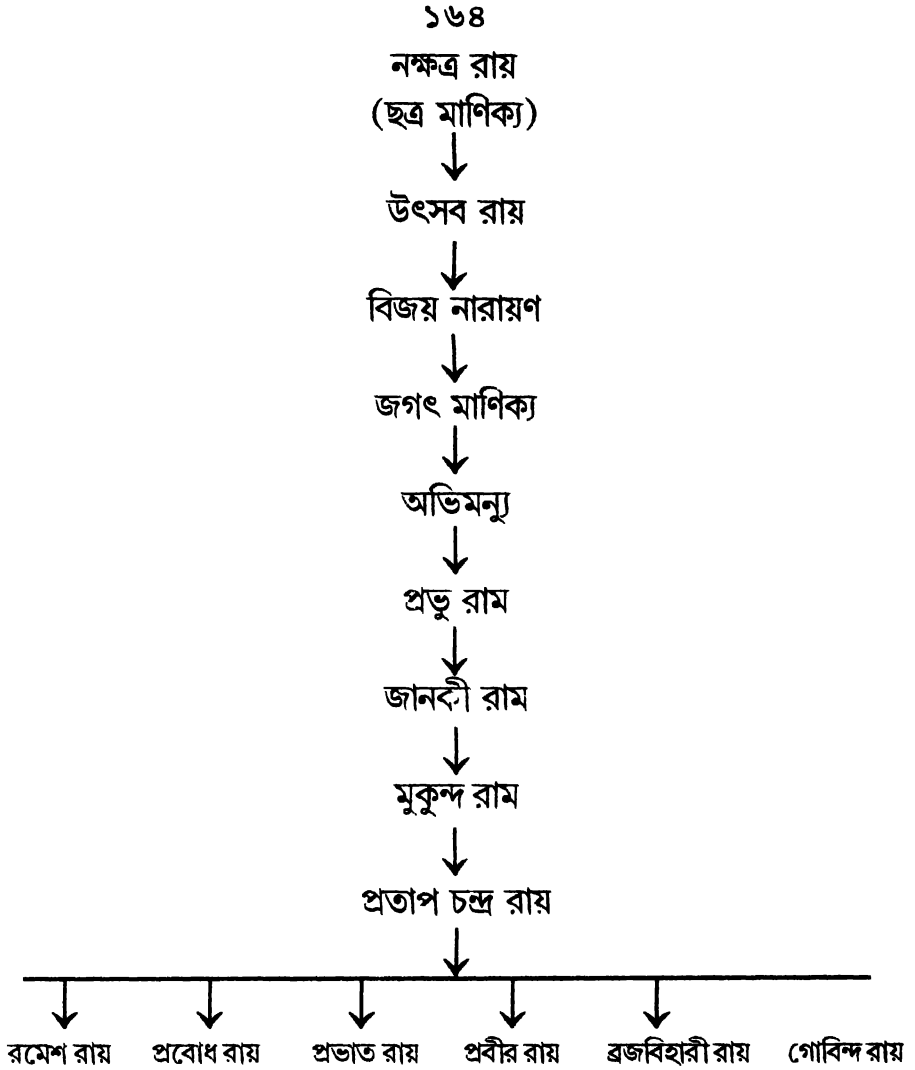 ১৬৪
নক্ষত্র রায়
(ছত্র মাণিক্য)
উৎসব রায়
বিজয় নারায়ণ
জগৎ মাণিক্য
অভিমন্যু
প্রভু রাম
জানকী রাম
মুকুন্দ রাম
প্রতাপ চন্দ্র রায়
রমেশ রায় প্রবোধ রায় প্রভাত রায় প্রবীর রায় ব্রজবিহারী রায় গোবিন্দ রায়